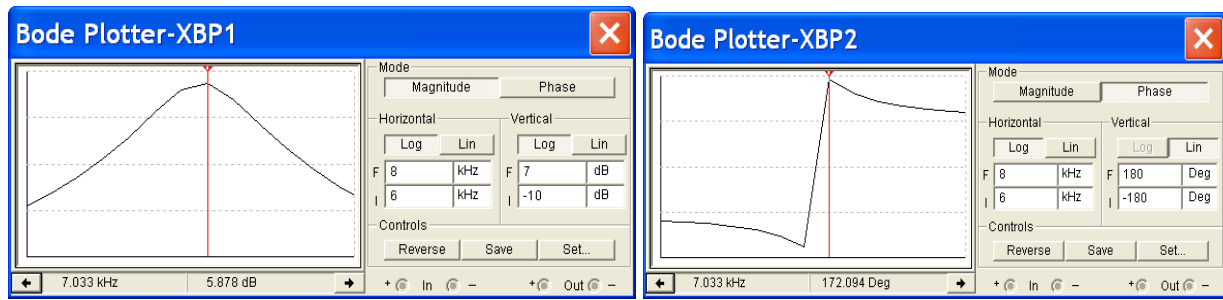 Bode Plotter-XBP1
Mode
Magnitude Phase
Horizontal Vertical
Log Lin Log Lin
F 8 kHz F 7 dB
I 6 kHz I -10 dB
Controls
Reverse Save Set...
7.033 kHz 5.878 dB
+ In - + Out -
Bode Plotter-XBP2
Mode
Magnitude Phase
Horizontal Vertical
Log Lin Log Lin
F 8 kHz F 180 Deg
I 6 kHz I -180 Deg
Controls
Reverse Save Set...
7.033 kHz 172.094 Deg
+ In - + Out -